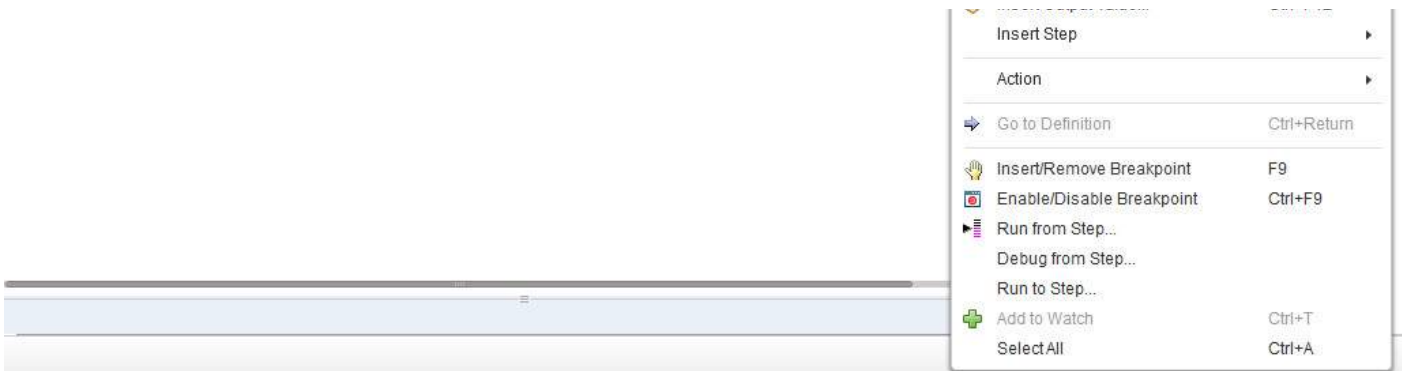 Insert Step
Action
Go to Definition Ctrl+Return
Insert/Remove Breakpoint F9
Enable/Disable Breakpoint Ctrl+F9
Run from Step...
Debug from Step...
Run to Step...
Add to Watch Ctrl+T
Select All Ctrl+A